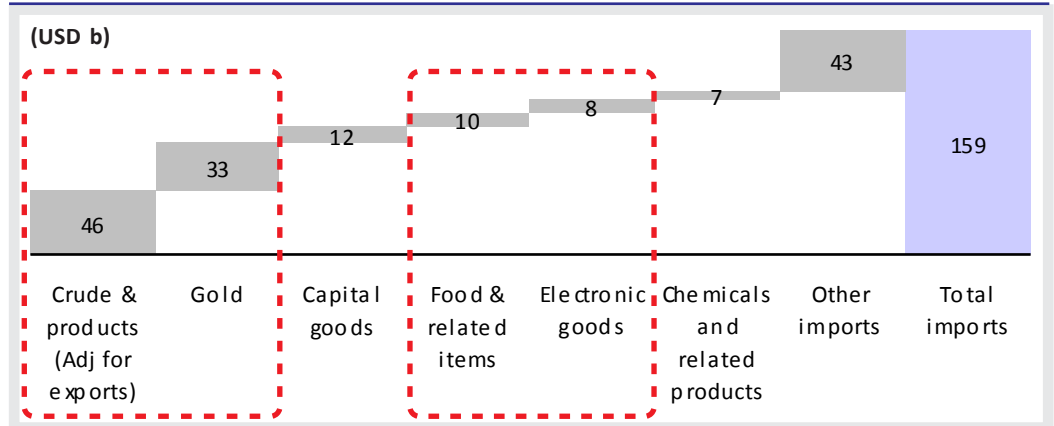 (USD b)
46
33
12
10
8
7
43
159
Crude &
products
(Adj for
exports)
Gold
Capital
goods
Food &
related
items
Electronic
goods
Chemicals
and
related
products
Other
imports
Total
imports